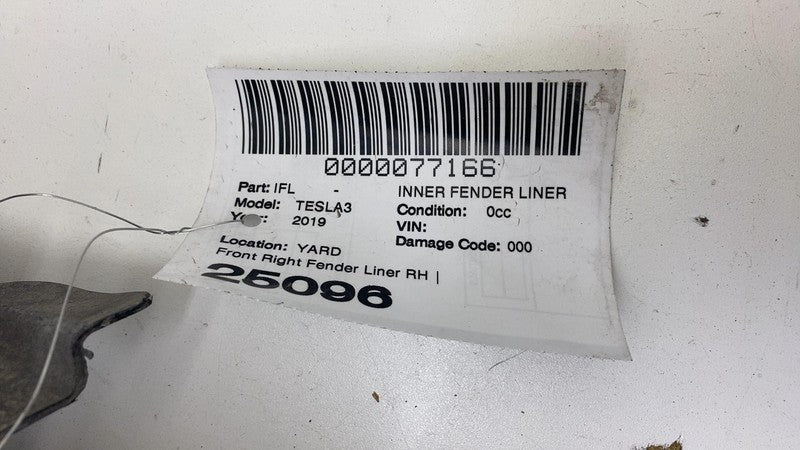 0000077166
Part: IFL - INNER FENDER LINER
Model: TESLA3 Condition: 0cc
2019 VIN:
Location: YARD Damage Code: 000
Front Right Fender Liner RH |
25096